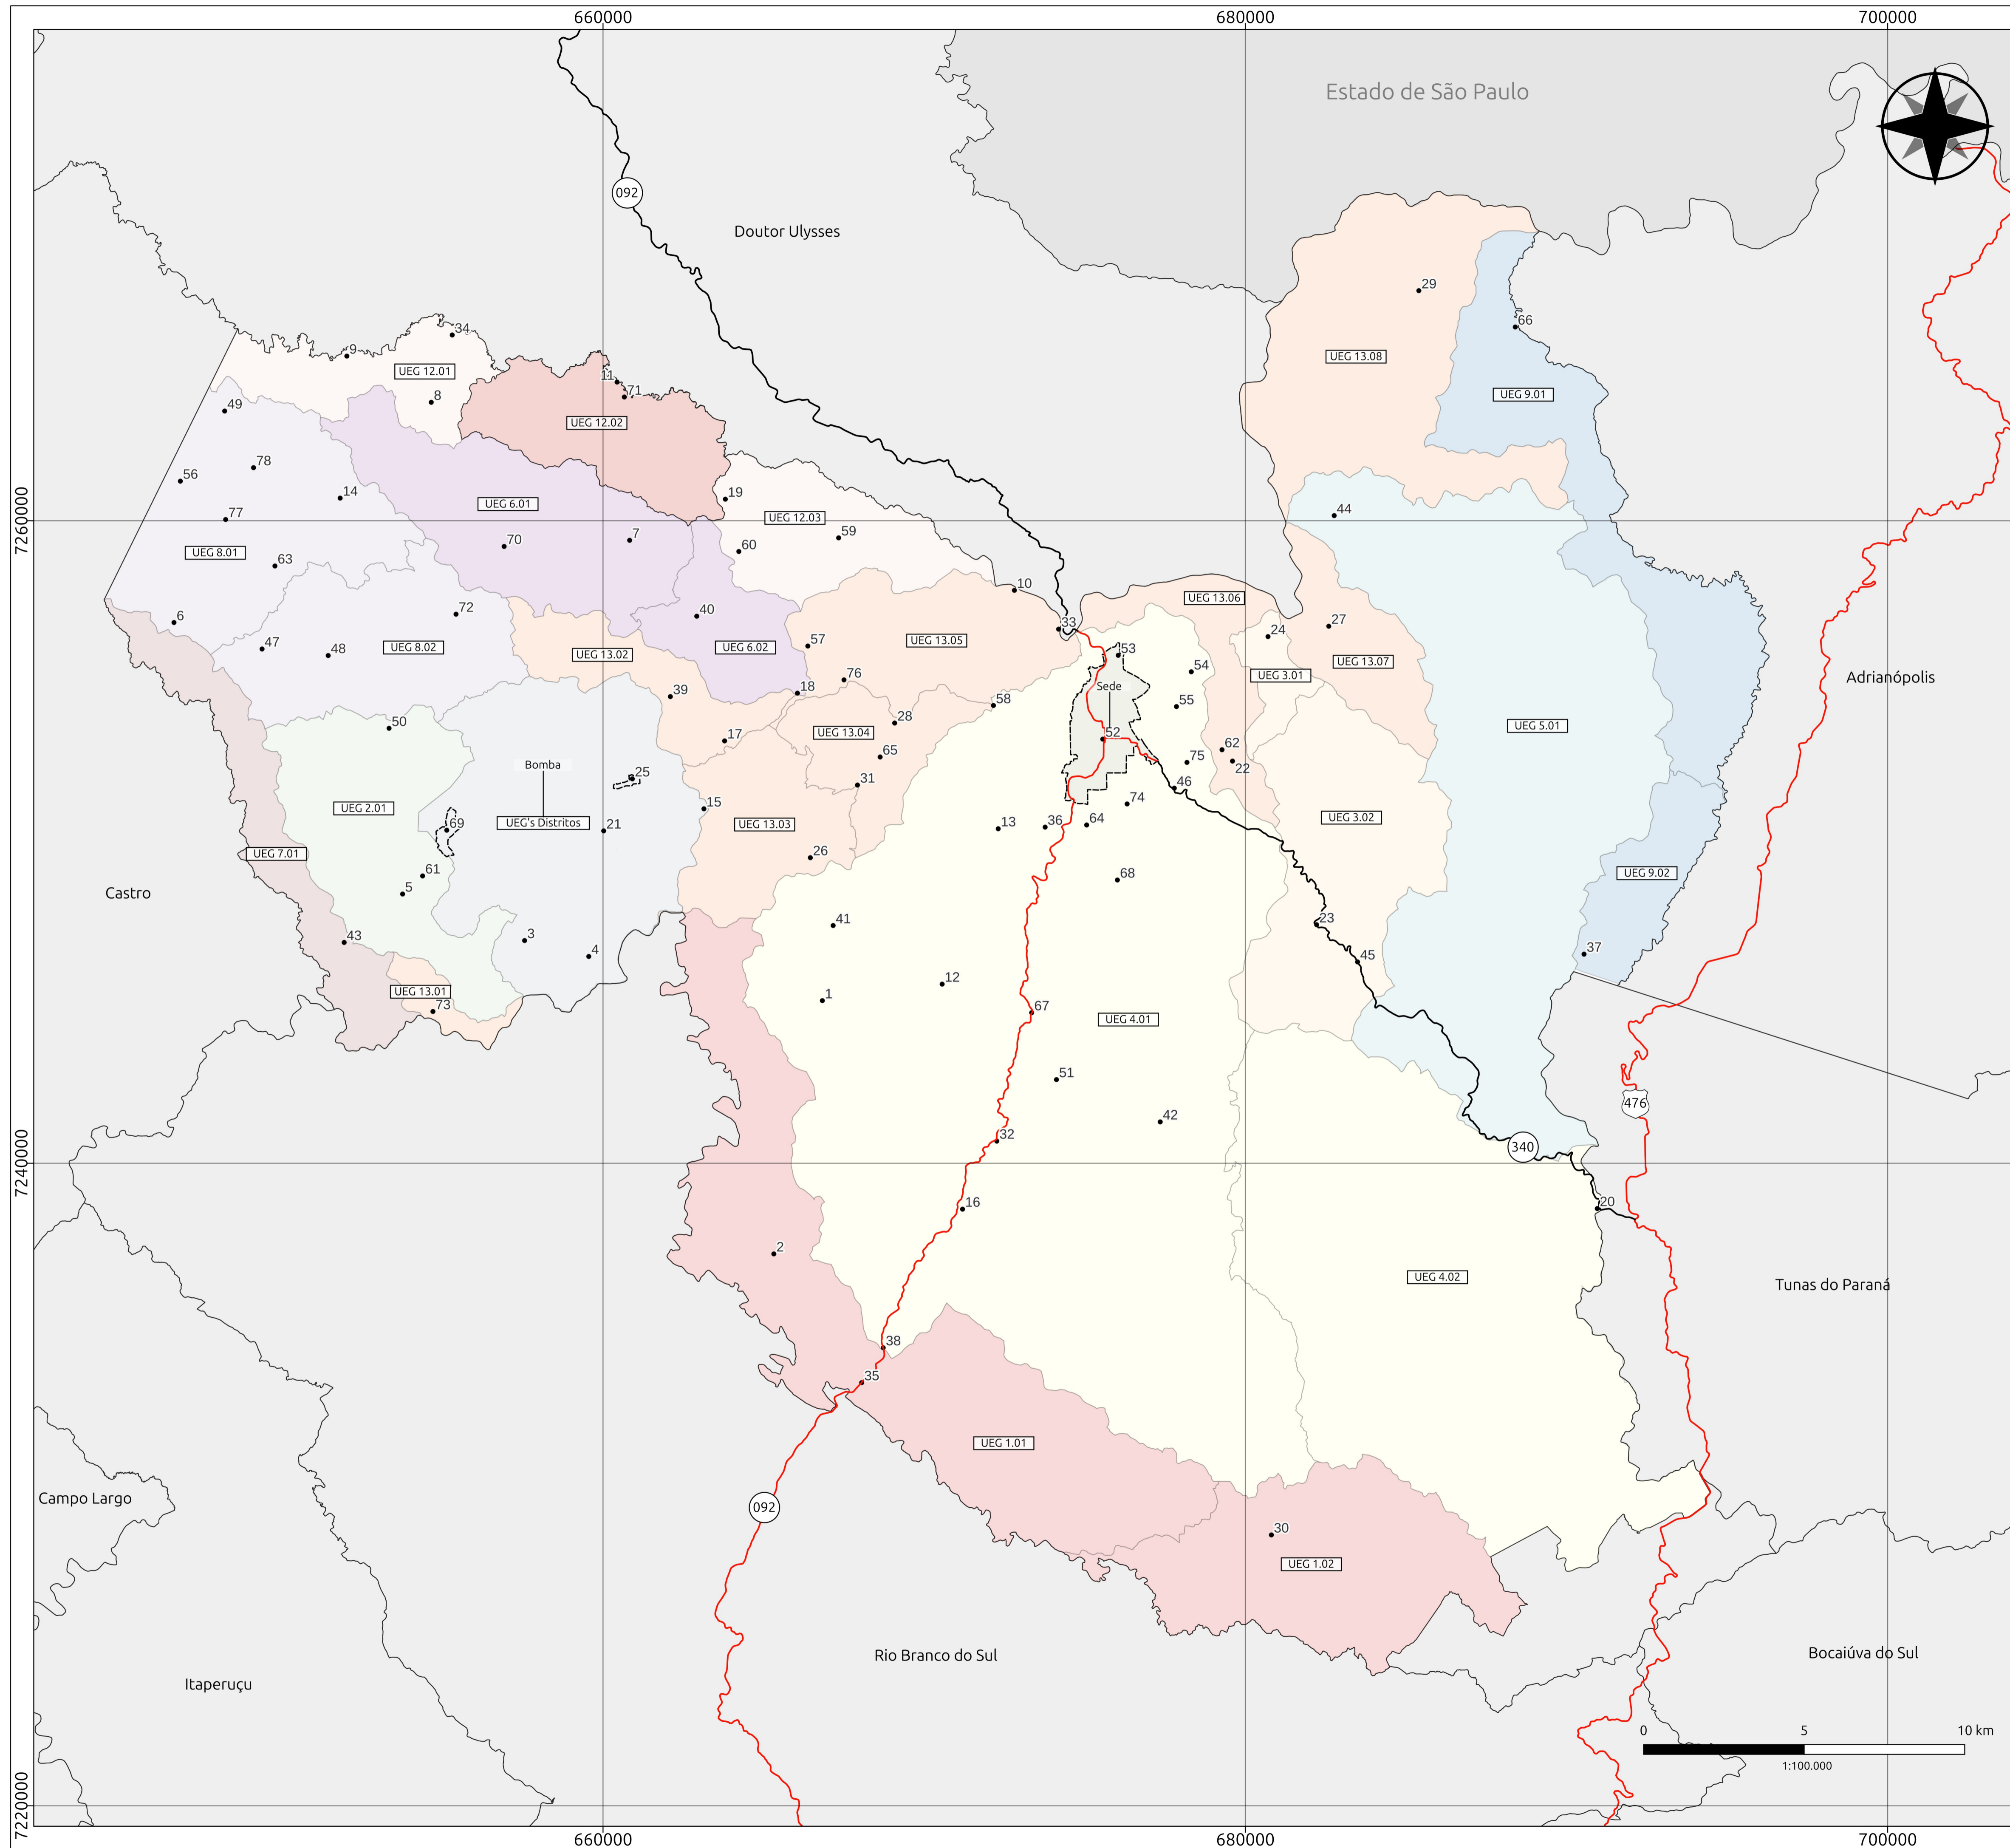 660000
680000
700000
Estado de São Paulo
092
Doutor Ulysses
29
66
34
9
UEG 12.01
UEG 13.08
11
71
8
UEG 9.01
49
UEG 12.02
78
56
14
19
UEG 6.01
UEG 12.03
44
77
7260000
70
7
59
60
UEG 8.01
63
10
UEG 13.06
72
40
6
33
24
27
47
48
UEG 8.02
UEG 13.02
UEG 6.02
57
UEG 13.05
53
UEG 13.07
54
UEG 3.01
76
Adrianópolis
Sede
39
18
58
55
50
28
UEG 13.04
UEG 5.01
17
52
62
65
75
22
Bomba
25
31
46
74
UEG 2.01
15
UEG 3.02
69
UEG's Distritos
21
UEG 13.03
13
36
64
UEG 7.01
26
61
68
UEG 9.02
5
Castro
41
23
43
3
4
37
45
12
UEG 13.01
1
73
67
UEG 4.01
51
476
42
32
340
7240000
16
20
2
UEG 4.02
Tunas do Paraná
38
35
UEG 1.01
Campo Largo
092
30
UEG 1.02
Rio Branco do Sul
Bocaiúva do Sul
Itaperuçu
0
5
10 km
1:100.000
7220000
660000
680000
700000